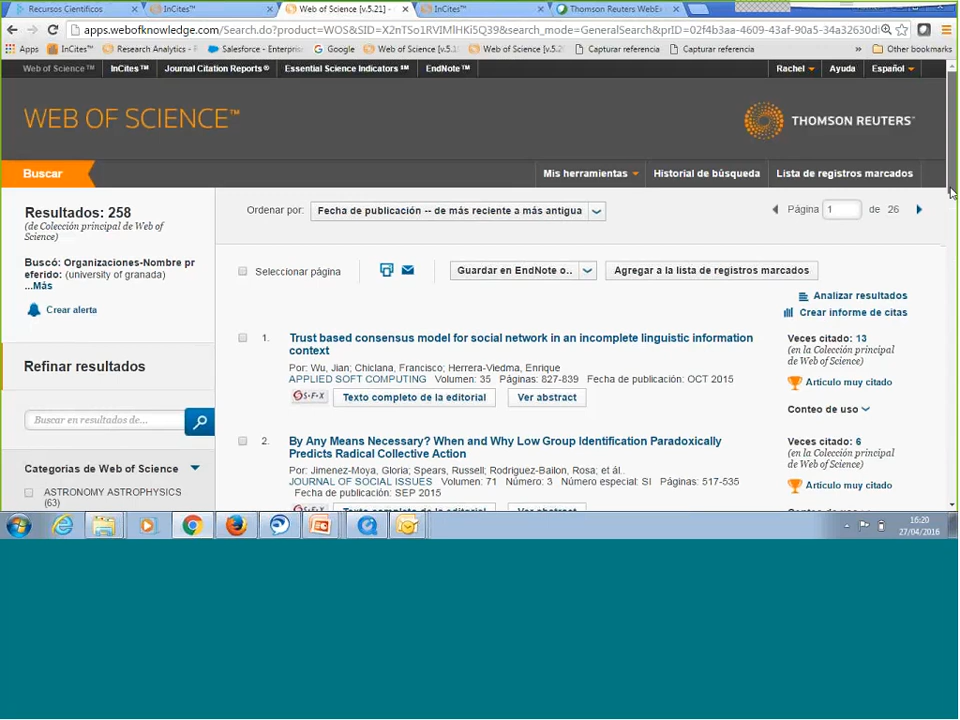 Recursos Científicos
InCites™
Web of Science [v.5.21] -
InCites™
Thomson Reuters WebEx
apps.webofknowledge.com/Search.do?product=WOS&SID=
&search_mode=GeneralSearch&prID=
Apps
InCites™
Research Analytics -
Salesforce - Enterpris
Google
Web of Science [v.5.
Web of Science [v.5.2
Capturar referencia
Capturar referencia
»
Other bookmarks
Web of Science™
InCites™
Journal Citation Reports®
Essential Science Indicators™
EndNote™
Rachel
Ayuda
Español
WEB OF SCIENCE™
THOMSON REUTERS™
Buscar
Mis herramientas
Historial de búsqueda
Lista de registros marcados
Resultados: 258
(de Colección principal de Web of
Science)
Buscó: Organizaciones-Nombre pr
eferido: (university of granada)
...Más
Crear alerta
Ordenar por:
Fecha de publicación -- de más reciente a más antigua
Página 1 de 26
Seleccionar página
Guardar en EndNote o..
Agregar a la lista de registros marcados
Analizar resultados
Crear informe de citas
Refinar resultados
Buscar en resultados de...
Categorías de Web of Science
ASTRONOMY ASTROPHYSICS
(63)
1.
Trust based consensus model for social network in an incomplete linguistic information
context
Por: Wu, Jian; Chiclana, Francisco; Herrera-Viedma, Enrique
APPLIED SOFT COMPUTING Volumen: 35 Páginas: 827-839 Fecha de publicación: OCT 2015
S·F·X
Texto completo de la editorial
Ver abstract
Veces citado: 13
(en la Colección principal
de Web of Science)
Artículo muy citado
Conteo de uso
2.
By Any Means Necessary? When and Why Low Group Identification Paradoxically
Predicts Radical Collective Action
Por: Jimenez-Moya, Gloria; Spears, Russell; Rodriguez-Bailon, Rosa; et ál..
JOURNAL OF SOCIAL ISSUES Volumen: 71 Número: 3 Número especial: SI Páginas: 517-535
Fecha de publicación: SEP 2015
Texto completo de la editorial
Ver abstract
Veces citado: 6
(en la Colección principal
de Web of Science)
Artículo muy citado
Conteo de uso
16:20
27/04/2016